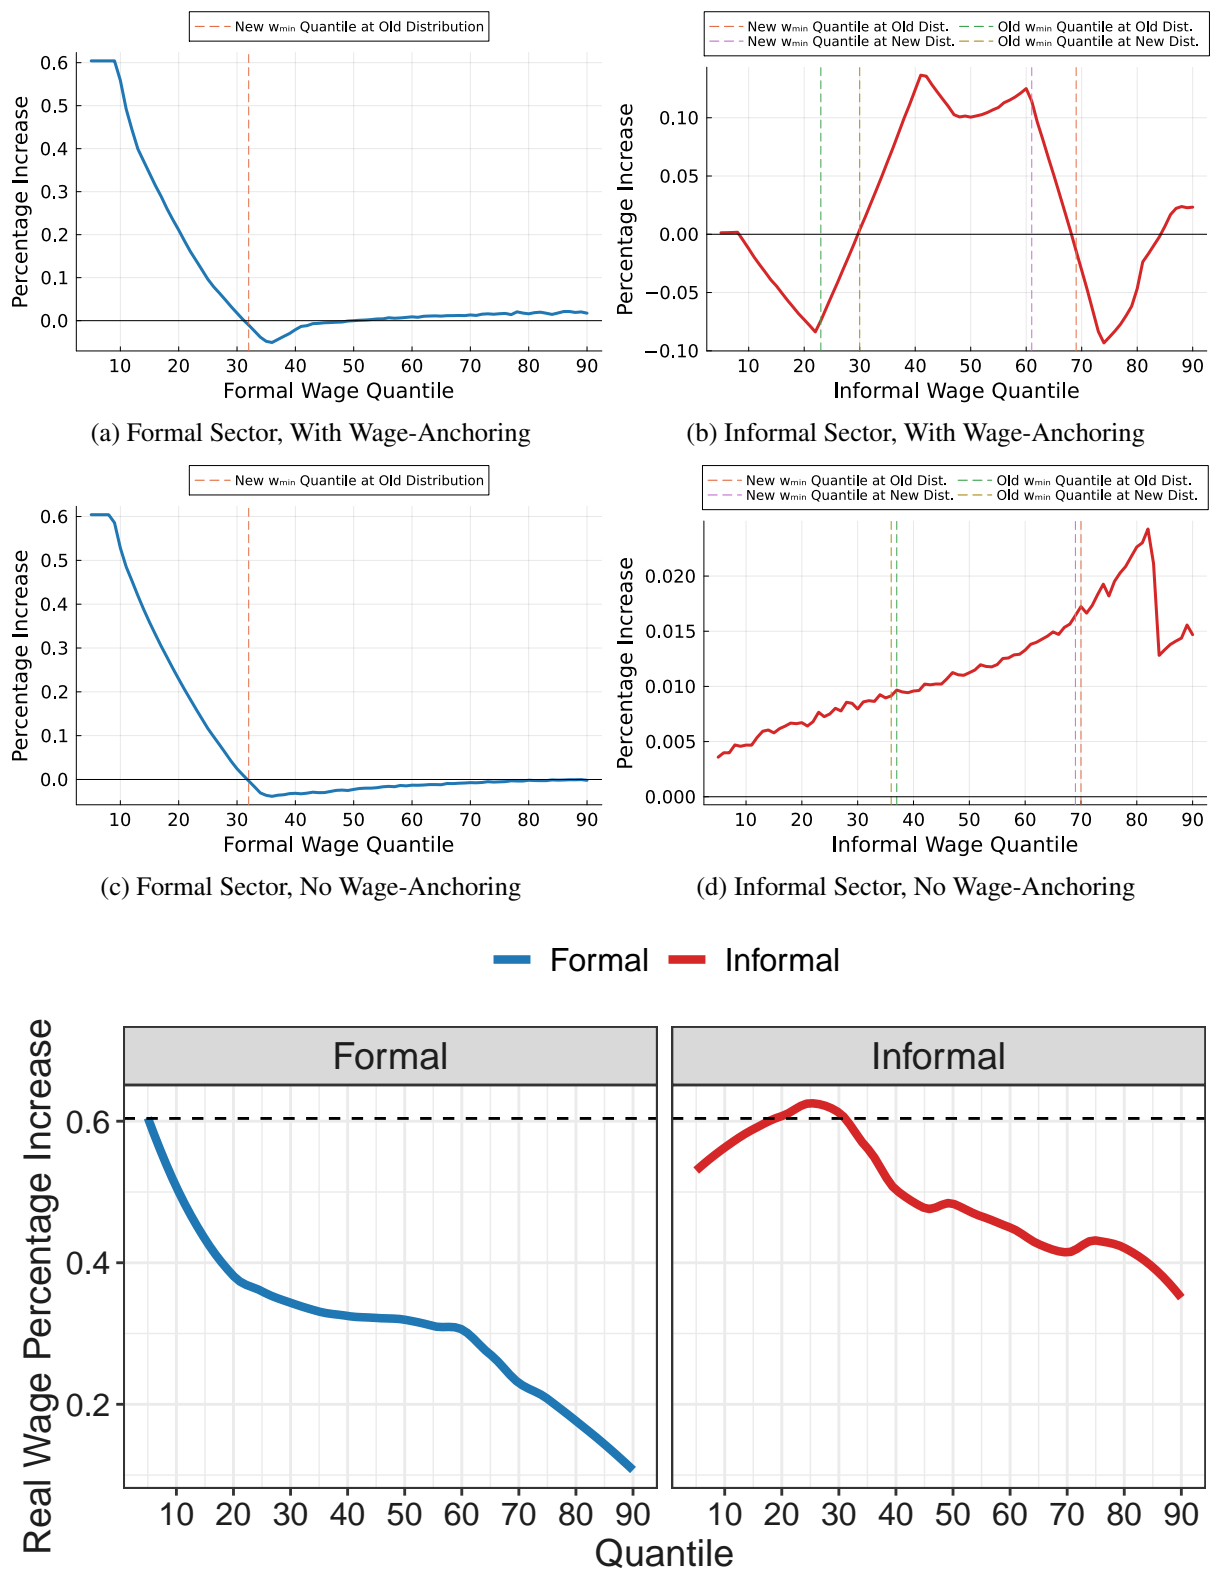 New wₘᵢₙ Quantile at Old Distribution
Percentage Increase
0.6
0.5
0.4
0.3
0.2
0.1
0.0
10 20 30 40 50 60 70 80 90
Formal Wage Quantile
(a) Formal Sector, With Wage-Anchoring
New wₘᵢₙ Quantile at Old Dist. Old wₘᵢₙ Quantile at Old Dist.
New wₘᵢₙ Quantile at New Dist. Old wₘᵢₙ Quantile at New Dist.
Percentage Increase
0.10
0.05
0.00
−0.05
−0.10
10 20 30 40 50 60 70 80 90
Informal Wage Quantile
(b) Informal Sector, With Wage-Anchoring
New wₘᵢₙ Quantile at Old Distribution
Percentage Increase
0.6
0.5
0.4
0.3
0.2
0.1
0.0
10 20 30 40 50 60 70 80 90
Formal Wage Quantile
(c) Formal Sector, No Wage-Anchoring
New wₘᵢₙ Quantile at Old Dist. Old wₘᵢₙ Quantile at Old Dist.
New wₘᵢₙ Quantile at New Dist. Old wₘᵢₙ Quantile at New Dist.
Percentage Increase
0.020
0.015
0.010
0.005
0.000
10 20 30 40 50 60 70 80 90
Informal Wage Quantile
(d) Informal Sector, No Wage-Anchoring
Formal Informal
Real Wage Percentage Increase
Formal Informal
0.6
0.4
0.2
10 20 30 40 50 60 70 80 90 10 20 30 40 50 60 70 80 90
Quantile